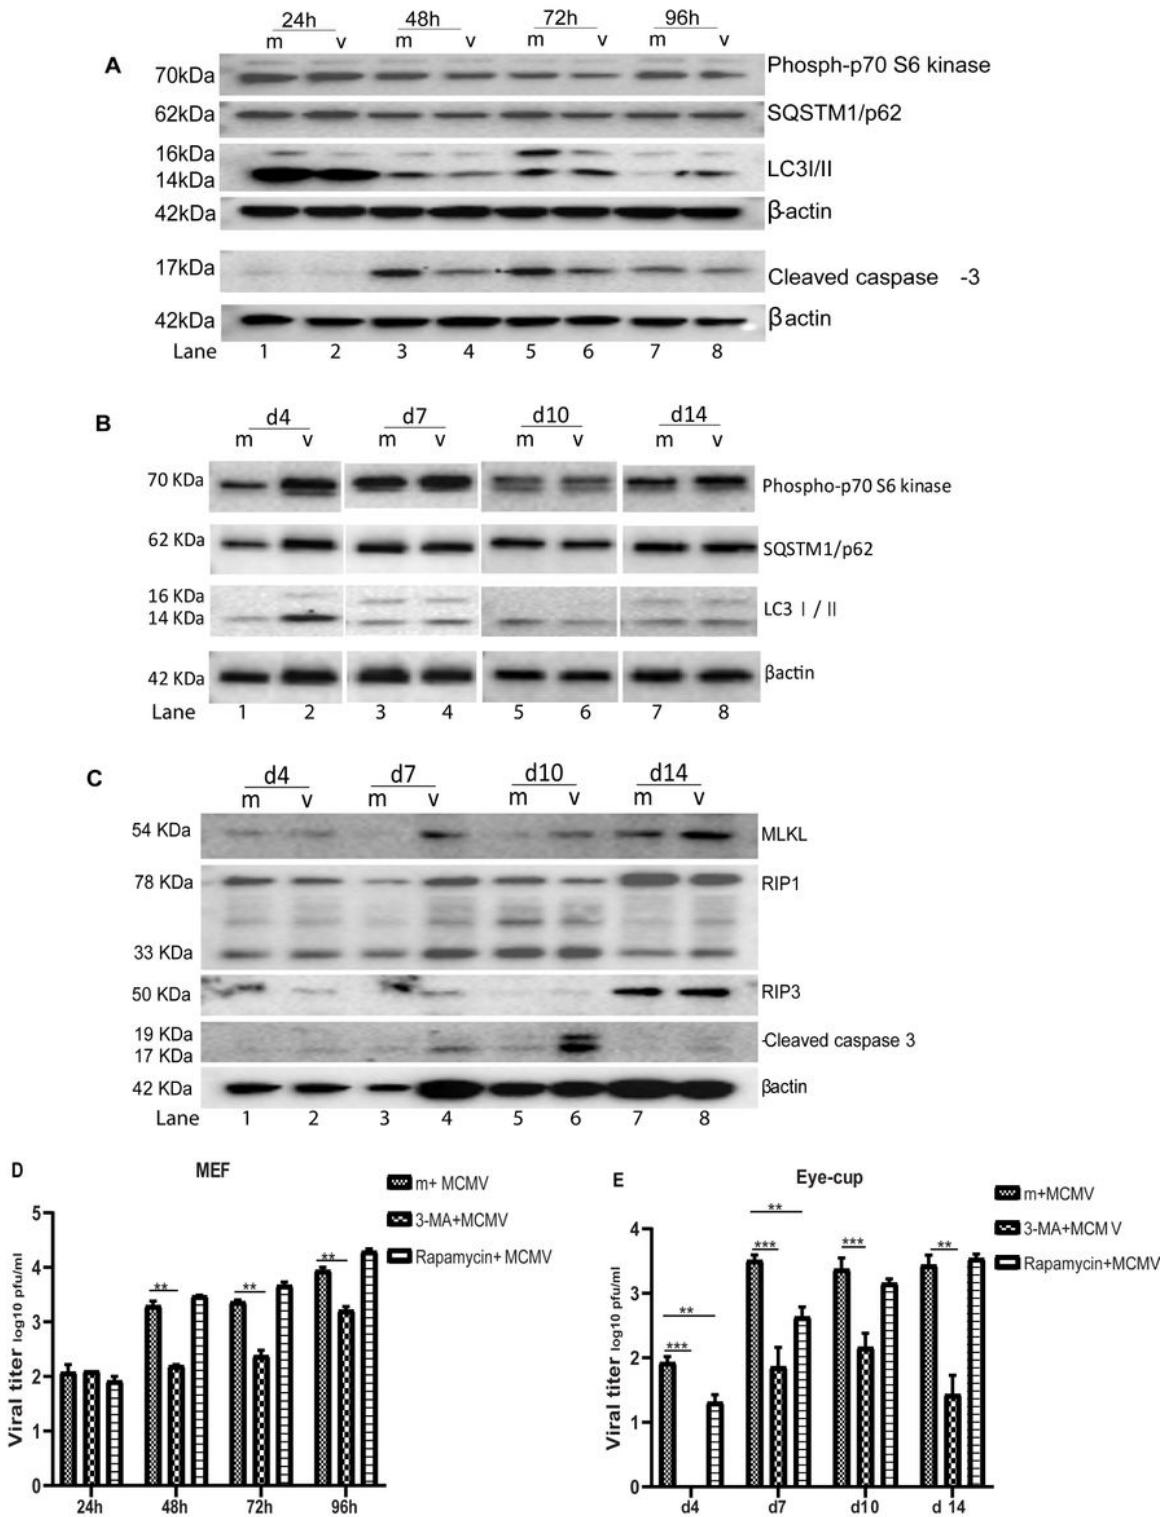 24h 48h 72h 96h
m v m v m v m v
A
70kDa Phosph-p70 S6 kinase
62kDa SQSTM1/p62
16kDa
14kDa LC3I/II
42kDa β-actin
17kDa Cleaved caspase -3
42kDa β actin
Lane 1 2 3 4 5 6 7 8
B
d4 d7 d10 d14
m v m v m v m v
70 KDa Phospho-p70 S6 kinase
62 KDa SQSTM1/p62
16 KDa
14 KDa LC3 I / II
42 KDa βactin
Lane 1 2 3 4 5 6 7 8
C
d4 d7 d10 d14
m v m v m v m v
54 KDa MLKL
78 KDa RIP1
33 KDa
50 KDa RIP3
19 KDa -Cleaved caspase 3
17 KDa
42 KDa βactin
Lane 1 2 3 4 5 6 7 8
D MEF
m+ MCMV
3-MA+MCMV
Rapamycin+ MCMV
Viral titer log10 pfu/ml
5
4
3
2
1
0
** ** **
24h 48h 72h 96h
E Eye-cup
m+MCMV
3-MA+MCM V
Rapamycin+MCMV
Viral titer log10 pfu/ml
4
3
2
1
0
** *** ** *** *** **
d4 d7 d10 d 14